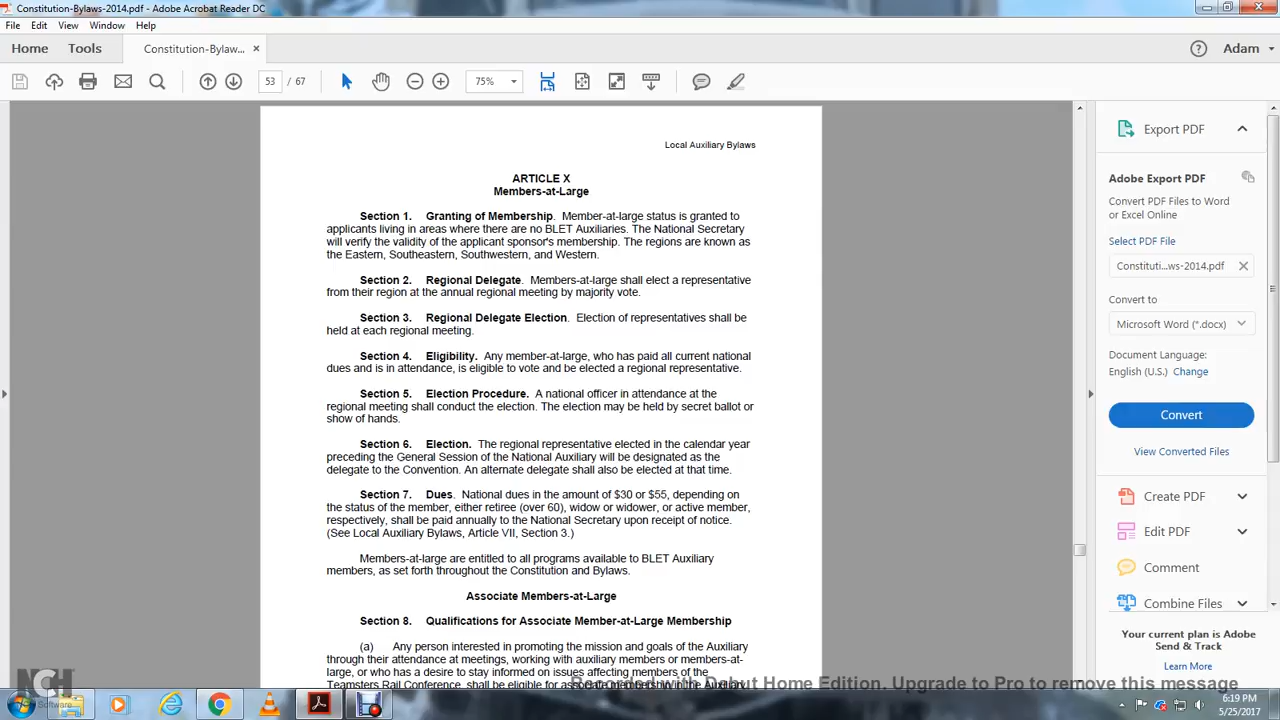 Constitution-Bylaws-2014.pdf - Adobe Acrobat Reader DC
File Edit View Window Help
Home Tools Constitution-Bylaw... × Adam
53 / 67 75%
Local Auxiliary Bylaws
ARTICLE X
Members-at-Large
Section 1. Granting of Membership. Member-at-large status is granted to
applicants living in areas where there are no BLET Auxiliaries. The National Secretary
will verify the validity of the applicant sponsor's membership. The regions are known as
the Eastern, Southeastern, Southwestern, and Western.
Section 2. Regional Delegate. Members-at-large shall elect a representative
from their region at the annual regional meeting by majority vote.
Section 3. Regional Delegate Election. Election of representatives shall be
held at each regional meeting.
Section 4. Eligibility. Any member-at-large, who has paid all current national
dues and is in attendance, is eligible to vote and be elected a regional representative.
Section 5. Election Procedure. A national officer in attendance at the
regional meeting shall conduct the election. The election may be held by secret ballot or
show of hands.
Section 6. Election. The regional representative elected in the calendar year
preceding the General Session of the National Auxiliary will be designated as the
delegate to the Convention. An alternate delegate shall also be elected at that time.
Section 7. Dues. National dues in the amount of $30 or $55, depending on
the status of the member, either retiree (over 60), widow or widower, or active member,
respectively, shall be paid annually to the National Secretary upon receipt of notice.
(See Local Auxiliary Bylaws, Article VII, Section 3.)
Members-at-large are entitled to all programs available to BLET Auxiliary
members, as set forth throughout the Constitution and Bylaws.
Associate Members-at-Large
Section 8. Qualifications for Associate Member-at-Large Membership
(a) Any person interested in promoting the mission and goals of the Auxiliary
through their attendance at meetings, working with auxiliary members or members-at-
large, or who has a desire to stay informed on issues affecting members of the
Teamsters Rail Conference, shall be eligible for associate membership in the Auxiliary.
Export PDF
Adobe Export PDF
Convert PDF Files to Word
or Excel Online
Select PDF File
Constituti...ws-2014.pdf
Convert to
Microsoft Word (*.docx)
Document Language:
English (U.S.) Change
Convert
View Converted Files
Create PDF
Edit PDF
Comment
Combine Files
Your current plan is Adobe
Send & Track
Learn More
NCH Software
Recorded with Debut Home Edition. Upgrade to Pro to remove this message
6:19 PM
5/25/2017